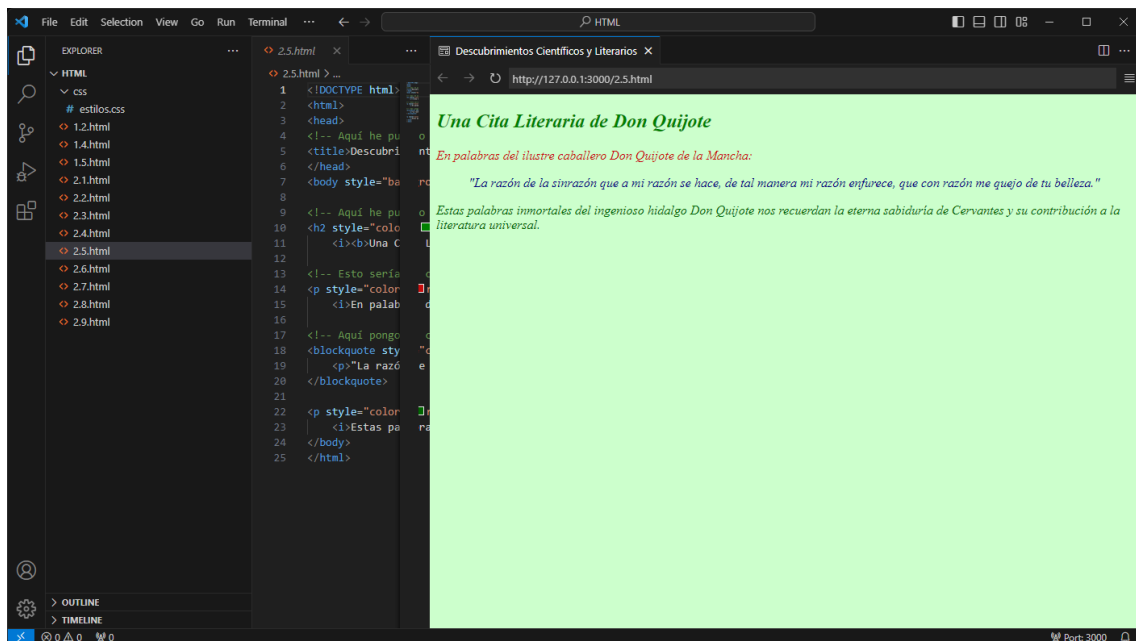 File Edit Selection View Go Run Terminal ··· HTML
EXPLORER ···
HTML
css
# estilos.css
<> 1.2.html
<> 1.4.html
<> 1.5.html
<> 2.1.html
<> 2.2.html
<> 2.3.html
<> 2.4.html
<> 2.5.html
<> 2.6.html
<> 2.7.html
<> 2.8.html
<> 2.9.html
> OUTLINE
> TIMELINE
<> 2.5.html ···
<> 2.5.html > ...
1 <!DOCTYPE html>
2 <html>
3 <head>
4 <!-- Aquí he pu o
5 <title>Descubri nt
6 </head>
7 <body style="ba ro
8
9 <!-- Aquí he pu o
10 <h2 style="colo
11 <i><b>Una C L
12
13 <!-- Esto sería c
14 <p style="color r
15 <i>En palab d
16
17 <!-- Aquí pongo c
18 <blockquote sty "c
19 <p>"La razó e
20 </blockquote>
21
22 <p style="color r
23 <i>Estas pa ra
24 </body>
25 </html>
Descubrimientos Científicos y Literarios ···
http://127.0.0.1:3000/2.5.html
Una Cita Literaria de Don Quijote
En palabras del ilustre caballero Don Quijote de la Mancha:
"La razón de la sinrazón que a mi razón se hace, de tal manera mi razón enfurece, que con razón me quejo de tu belleza."
Estas palabras inmortales del ingenioso hidalgo Don Quijote nos recuerdan la eterna sabiduría de Cervantes y su contribución a la
literatura universal.
0 0 0 Port: 3000